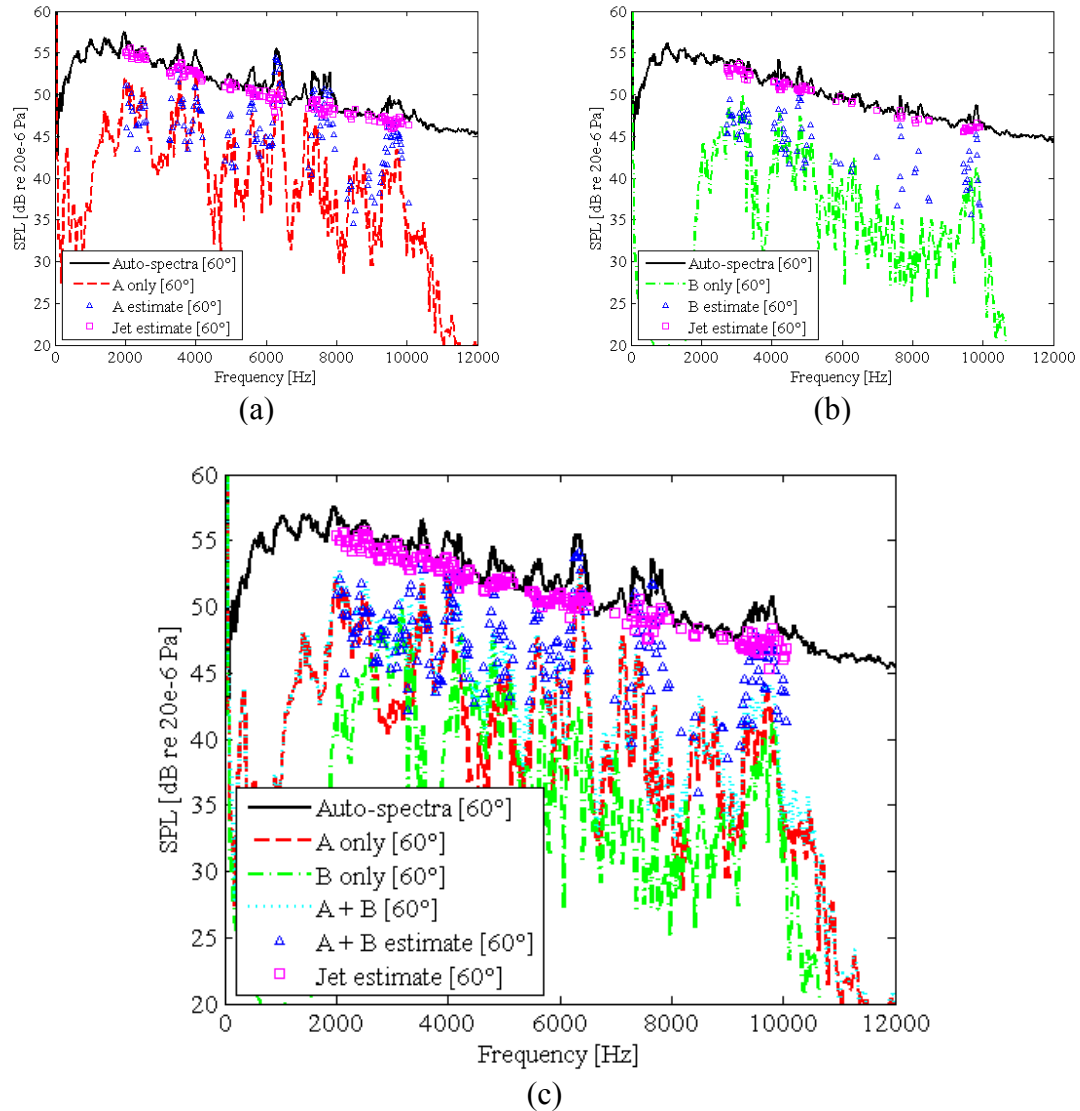 60
55
50
45
40
35
30
25
20
SPL [dB re 20e-6 Pa]
Auto-spectra [60°]
A only [60°]
A estimate [60°]
Jet estimate [60°]
0 2000 4000 6000 8000 10000 12000
Frequency [Hz]
(a)
60
55
50
45
40
35
30
25
20
SPL [dB re 20e-6 Pa]
Auto-spectra [60°]
B only [60°]
B estimate [60°]
Jet estimate [60°]
0 2000 4000 6000 8000 10000 12000
Frequency [Hz]
(b)
60
55
50
45
40
35
30
25
20
SPL [dB re 20e-6 Pa]
Auto-spectra [60°]
A only [60°]
B only [60°]
A + B [60°]
A + B estimate [60°]
Jet estimate [60°]
0 2000 4000 6000 8000 10000 12000
Frequency [Hz]
(c)